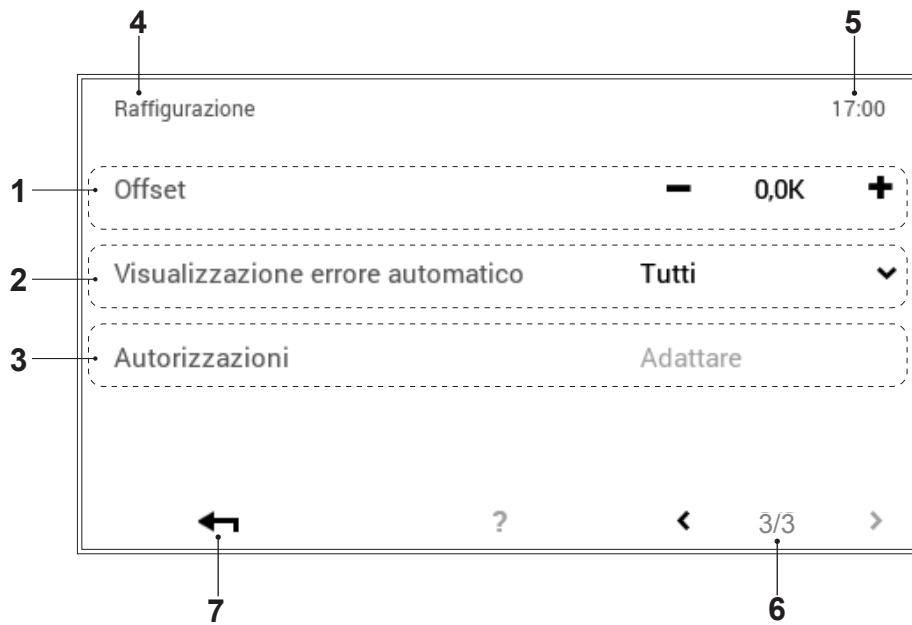 4 5
Raffigurazione 17:00
1 Offset − 0,0K +
2 Visualizzazione errore automatico Tutti
3 Autorizzazioni Adattare
? < 3/3 >
7 6